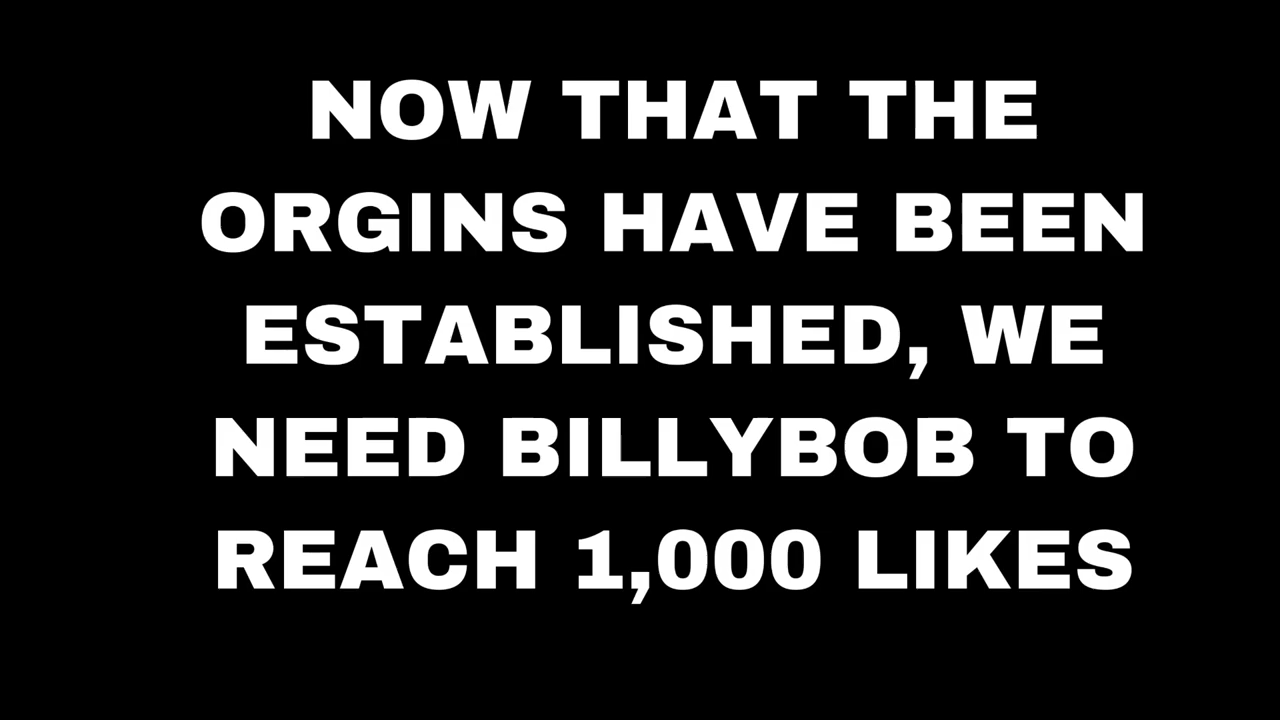 NOW THAT THE
ORGINS HAVE BEEN
ESTABLISHED, WE
NEED BILLYBOB TO
REACH 1,000 LIKES